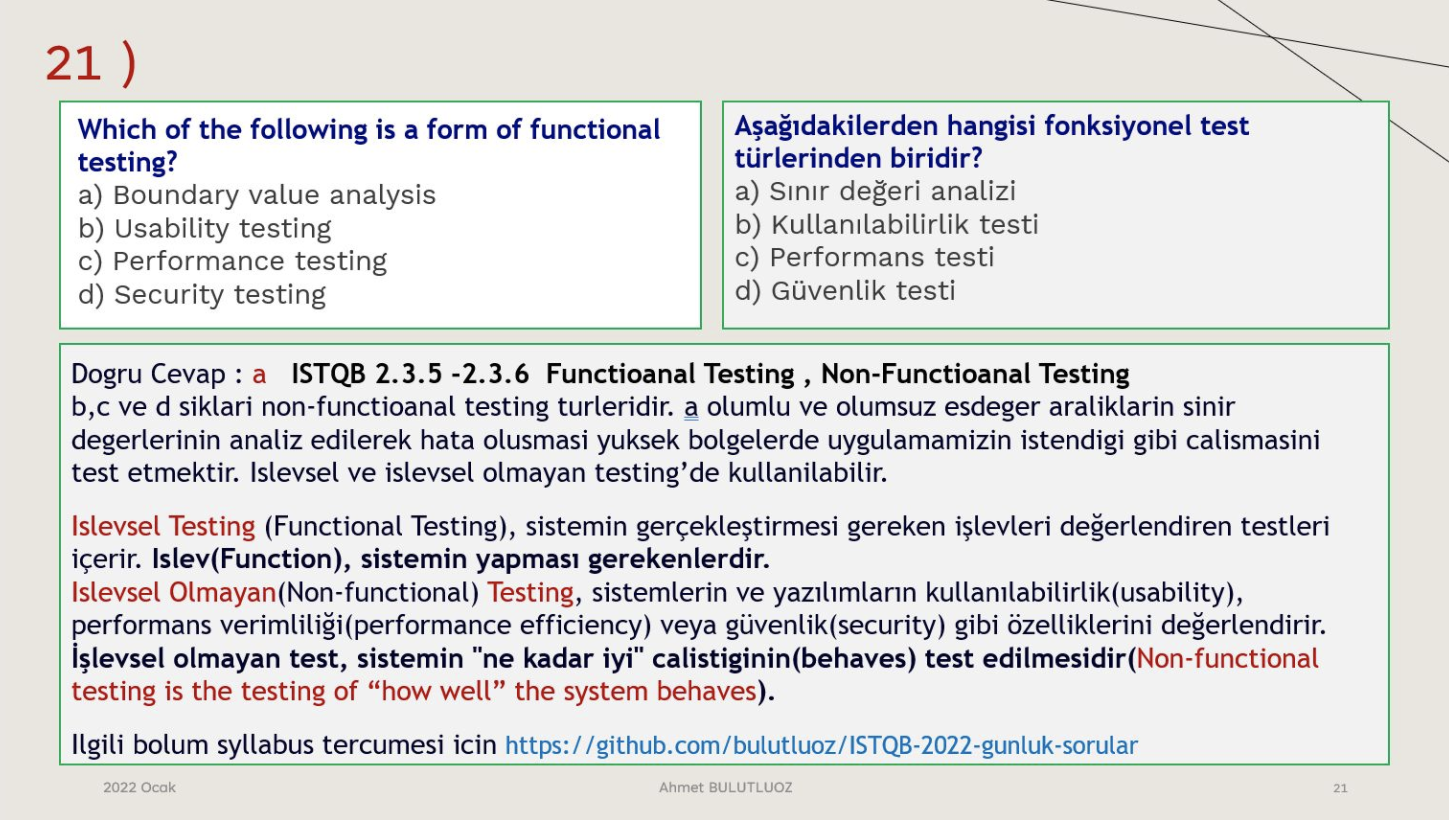 21 )
Which of the following is a form of functional
testing?
a) Boundary value analysis
b) Usability testing
c) Performance testing
d) Security testing
Aşağıdakilerden hangisi fonksiyonel test
türlerinden biridir?
a) Sınır değeri analizi
b) Kullanılabilirlik testi
c) Performans testi
d) Güvenlik testi
Dogru Cevap : a ISTQB 2.3.5 -2.3.6 Functioanal Testing , Non-Functioanal Testing
b,c ve d siklari non-functioanal testing turleridir. a olumlu ve olumsuz esdeger araliklarin sinir
degerlerinin analiz edilerek hata olusmasi yuksek bolgelerde uygulamamizin istendigi gibi calismasini
test etmektir. Islevsel ve islevsel olmayan testing’de kullanilabilir.
Islevsel Testing (Functional Testing), sistemin gerçekleştirmesi gereken işlevleri değerlendiren testleri
içerir. Islev(Function), sistemin yapması gerekenlerdir.
Islevsel Olmayan(Non-functional) Testing, sistemlerin ve yazılımların kullanılabilirlik(usability),
performans verimliliği(performance efficiency) veya güvenlik(security) gibi özelliklerini değerlendirir.
İşlevsel olmayan test, sistemin "ne kadar iyi" calistiginin(behaves) test edilmesidir(Non-functional
testing is the testing of “how well” the system behaves).
Ilgili bolum syllabus tercumesi icin https://github.com/bulutluoz/ISTQB-2022-gunluk-sorular
2022 Ocak
Ahmet BULUTLUOZ
21